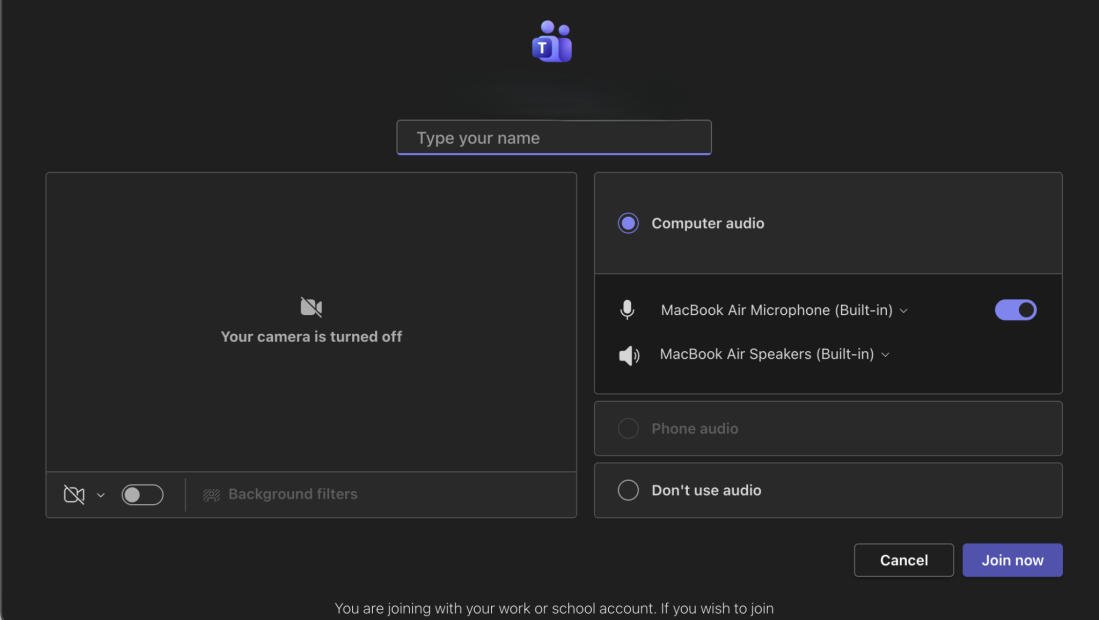 T
Type your name
Computer audio
Your camera is turned off
MacBook Air Microphone (Built-in)
MacBook Air Speakers (Built-in)
Phone audio
Background filters
Don't use audio
Cancel
Join now
You are joining with your work or school account. If you wish to join